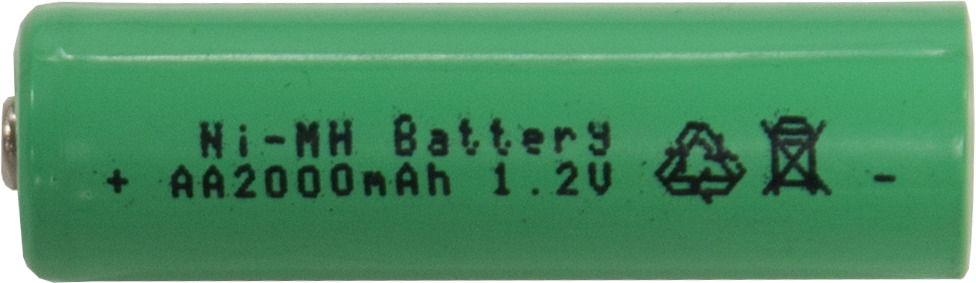 Ni-MH Battery
+ AA2000mAh 1.2V -